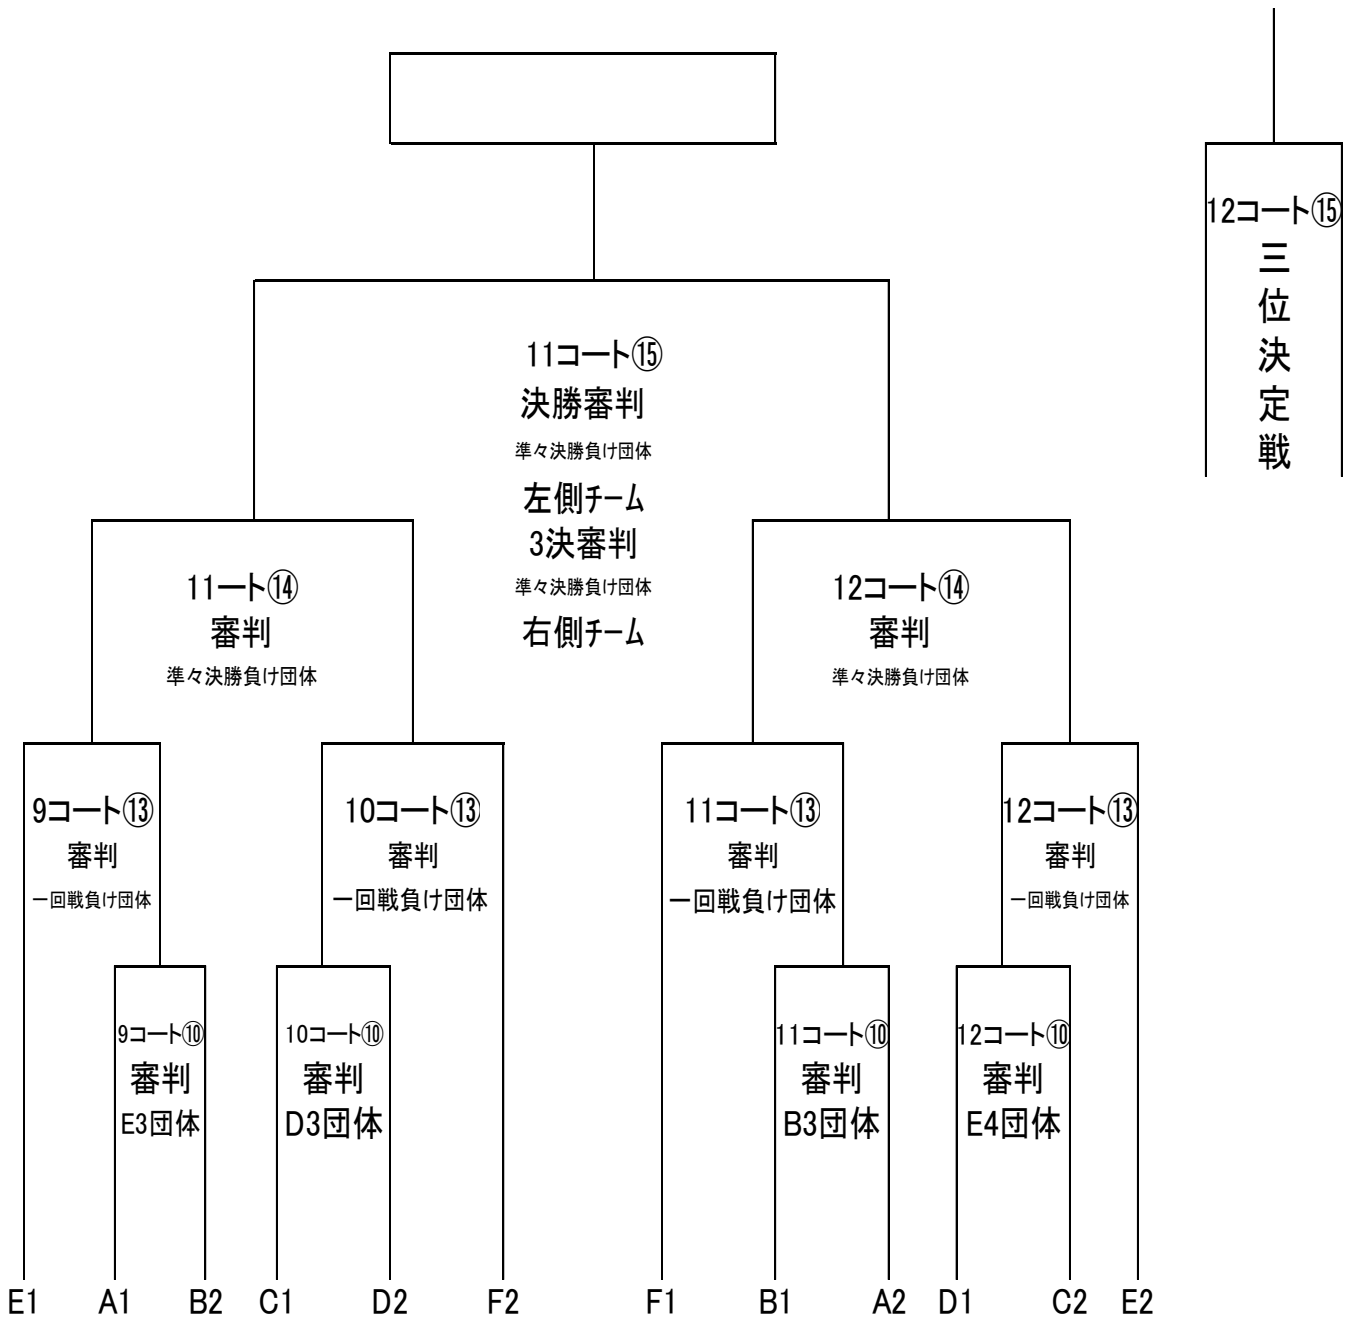 12コート⑮
三
位
決
定
戦
11コート⑮
決勝審判
準々決勝負け団体
左側チーム
3決審判
準々決勝負け団体
右側チーム
11ート⑭
審判
準々決勝負け団体
12コート⑭
審判
準々決勝負け団体
9コート⑬
審判
一回戦負け団体
10コート⑬
審判
一回戦負け団体
11コート⑬
審判
一回戦負け団体
12コート⑬
審判
一回戦負け団体
9コート⑩
審判
E3団体
10コート⑩
審判
D3団体
11コート⑩
審判
B3団体
12コート⑩
審判
E4団体
E1 A1 B2 C1 D2 F2 F1 B1 A2 D1 C2 E2